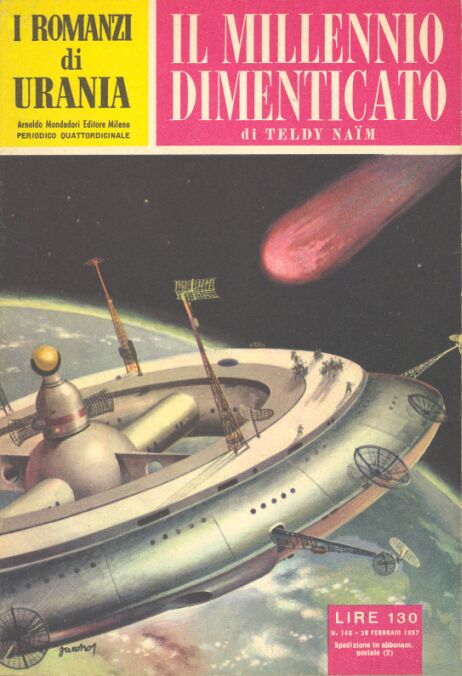 I ROMANZI
di
URANIA
Arnoldo Mondadori Editore Milano
PERIODICO QUATTORDICINALE
IL MILLENNIO
DIMENTICATO
di TELDY NAÏM
LIRE 130
N. 146 - 28 FEBBRAIO 1957
Spedizione in abbonam.
postale (2)